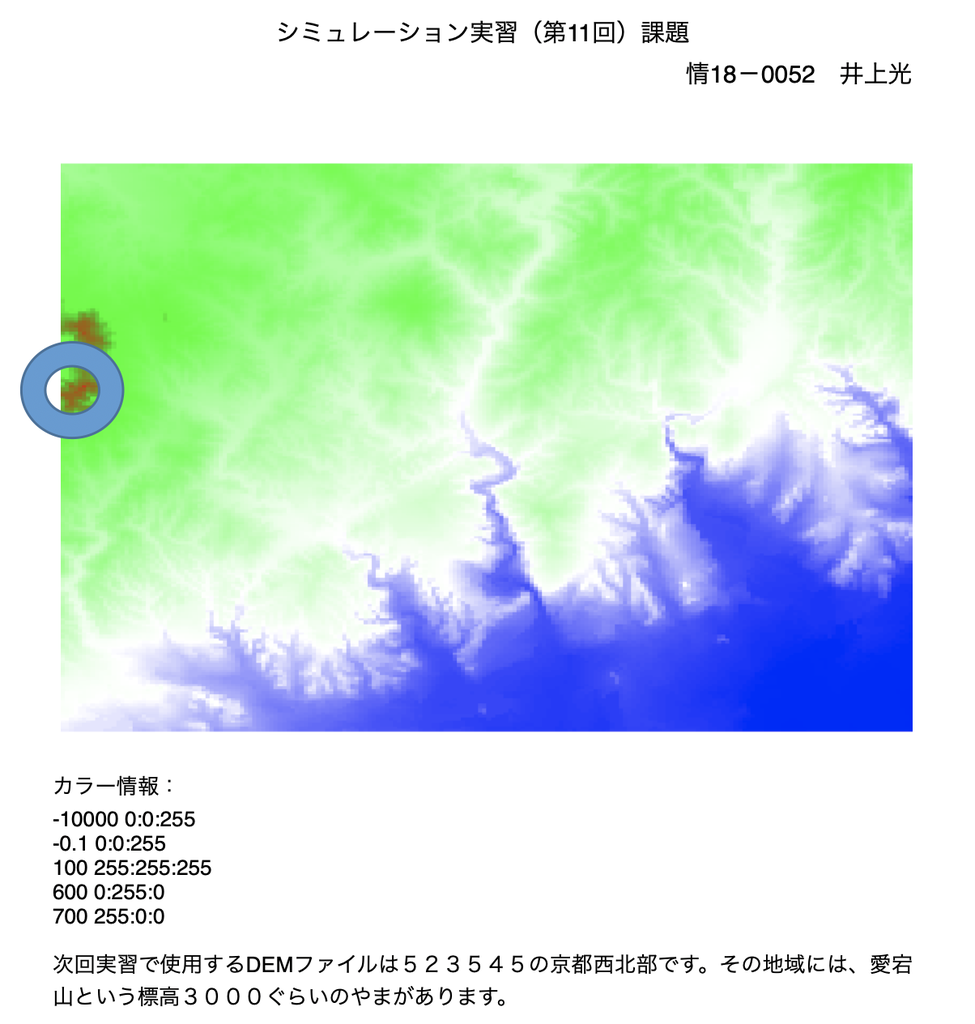 シミュレーション実習（第11回）課題
情18－0052　井上光
カラー情報：
-10000 0:0:255
-0.1 0:0:255
100 255:255:255
600 0:255:0
700 255:0:0
次回実習で使用するDEMファイルは５２３５４５の京都西北部です。その地域には、愛宕
山という標高３０００ぐらいのやまがあります。